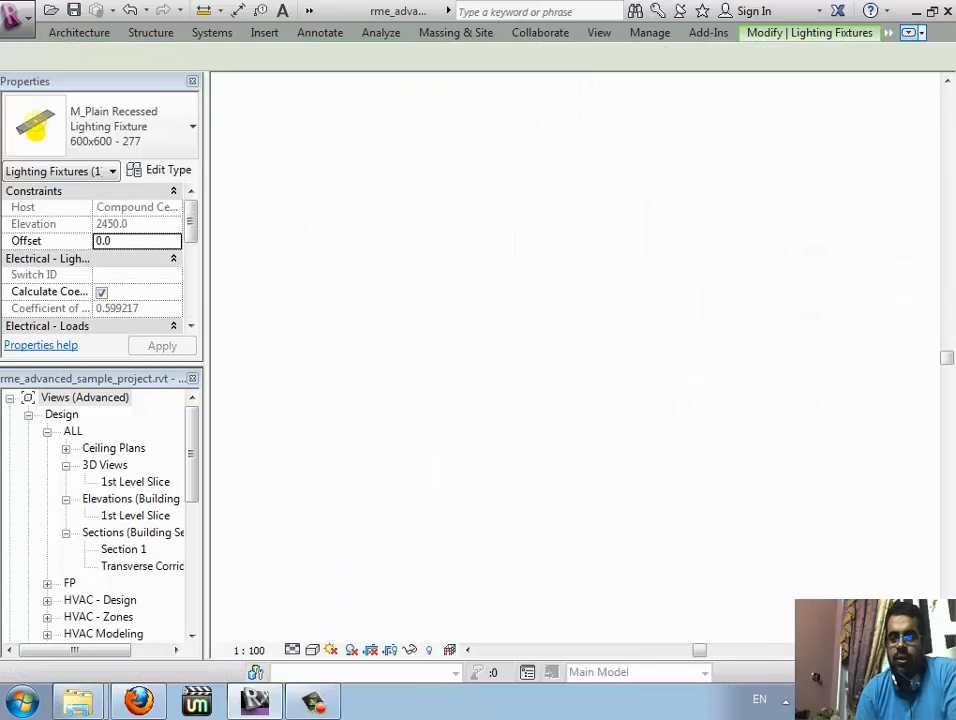 rme_adva...
Type a keyword or phrase
Sign In
Architecture Structure Systems Insert Annotate Analyze Massing & Site Collaborate View Manage Add-Ins Modify | Lighting Fixtures
Properties
M_Plain Recessed
Lighting Fixture
600x600 - 277
Lighting Fixtures (1)
Edit Type
Constraints
Host Compound Ce...
Elevation 2450.0
Offset 0.0
Electrical - Ligh...
Switch ID
Calculate Coe...
Coefficient of ... 0.599217
Electrical - Loads
Properties help Apply
rme_advanced_sample_project.rvt - ...
Views (Advanced)
Design
ALL
Ceiling Plans
3D Views
1st Level Slice
Elevations (Building
1st Level Slice
Sections (Building Se
Section 1
Transverse Corric
FP
HVAC - Design
HVAC - Zones
HVAC Modeling
1 : 100
:0
Main Model
EN